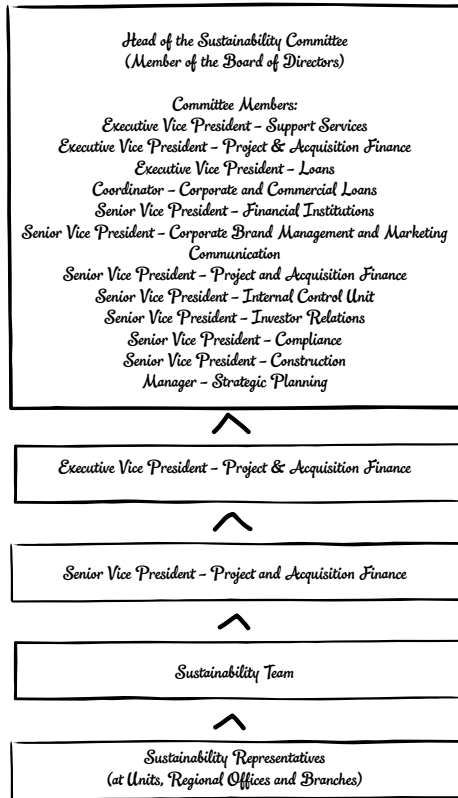 Head of the Sustainability Committee
(Member of the Board of Directors)
Committee Members:
Executive Vice President – Support Services
Executive Vice President – Project & Acquisition Finance
Executive Vice President – Loans
Coordinator – Corporate and Commercial Loans
Senior Vice President – Financial Institutions
Senior Vice President – Corporate Brand Management and Marketing
Communication
Senior Vice President – Project and Acquisition Finance
Senior Vice President – Internal Control Unit
Senior Vice President – Investor Relations
Senior Vice President – Compliance
Senior Vice President – Construction
Manager – Strategic Planning
Executive Vice President – Project & Acquisition Finance
Senior Vice President – Project and Acquisition Finance
Sustainability Team
Sustainability Representatives
(at Units, Regional Offices and Branches)